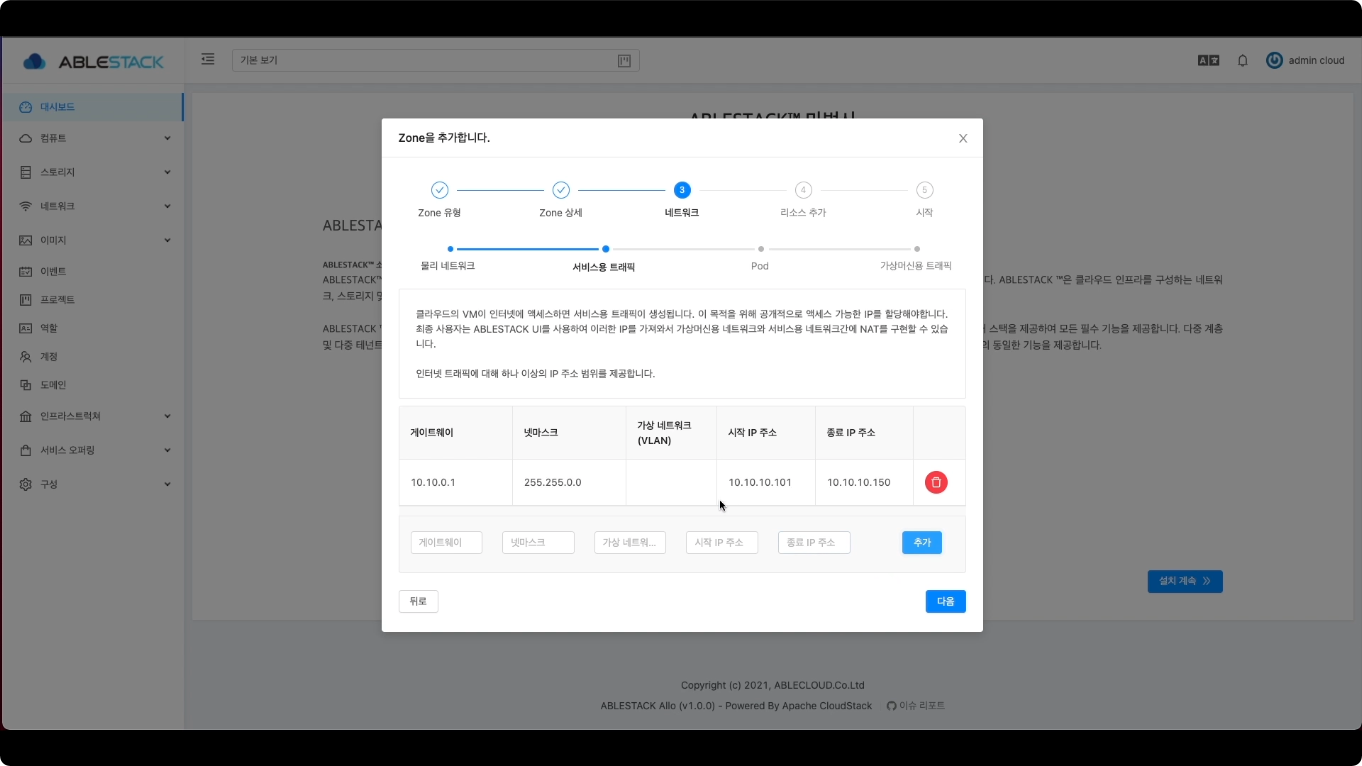 ABLESTACK
기본 보기
admin cloud
대시보드
컴퓨트
스토리지
네트워크
이미지
이벤트
프로젝트
역할
계정
도메인
인프라스트럭쳐
서비스 오퍼링
구성
Zone을 추가합니다.
3
4
5
Zone 유형
Zone 상세
네트워크
리소스 추가
시작
물리 네트워크
서비스용 트래픽
Pod
가상머신용 트래픽
클라우드의 VM이 인터넷에 액세스하면 서비스용 트래픽이 생성됩니다. 이 목적을 위해 공개적으로 액세스 가능한 IP를 할당해야합니다.
최종 사용자는 ABLESTACK UI를 사용하여 이러한 IP를 가져와서 가상머신용 네트워크와 서비스용 네트워크간에 NAT를 구현할 수 있습
니다.
인터넷 트래픽에 대해 하나 이상의 IP 주소 범위를 제공합니다.
게이트웨이
넷마스크
가상 네트워크
(VLAN)
시작 IP 주소
종료 IP 주소
10.10.0.1
255.255.0.0
10.10.10.101
10.10.10.150
게이트웨이
넷마스크
가상 네트워...
시작 IP 주소
종료 IP 주소
추가
뒤로
다음
ABLESTA
ABLESTACK™
ABLESTACK™
다. ABLESTACK ™은 클라우드 인프라를 구성하는 네트워
크, 스토리지 및
ABLESTACK
스택을 제공하여 모든 필수 기능을 제공합니다. 다중 계층
및 다중 테넌트
의 동일한 기능을 제공합니다.
설치 계속
Copyright (c) 2021, ABLECLOUD.Co.Ltd
ABLESTACK Allo (v1.0.0) - Powered By Apache CloudStack
이슈 리포트